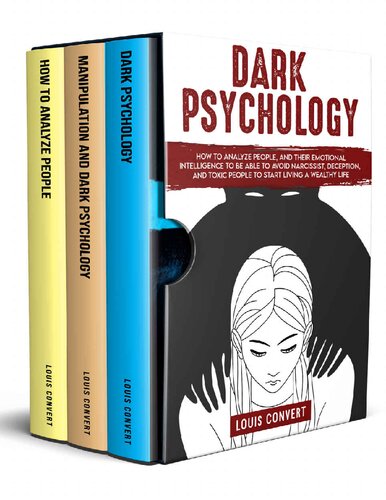 HOW TO ANALYZE PEOPLE
LOUIS CONVERT
MANIPULATION AND DARK PSYCHOLOGY
LOUIS CONVERT
DARK PSYCHOLOGY
LOUIS CONVERT
DARK
PSYCHOLOGY
HOW TO ANALYZE PEOPLE, AND THEIR EMOTIONAL
INTELLIGENCE TO BE ABLE TO AVOID NARCISSIST, DECEPTION,
AND TOXIC PEOPLE TO START LIVING A WEALTHY LIFE
LOUIS CONVERT